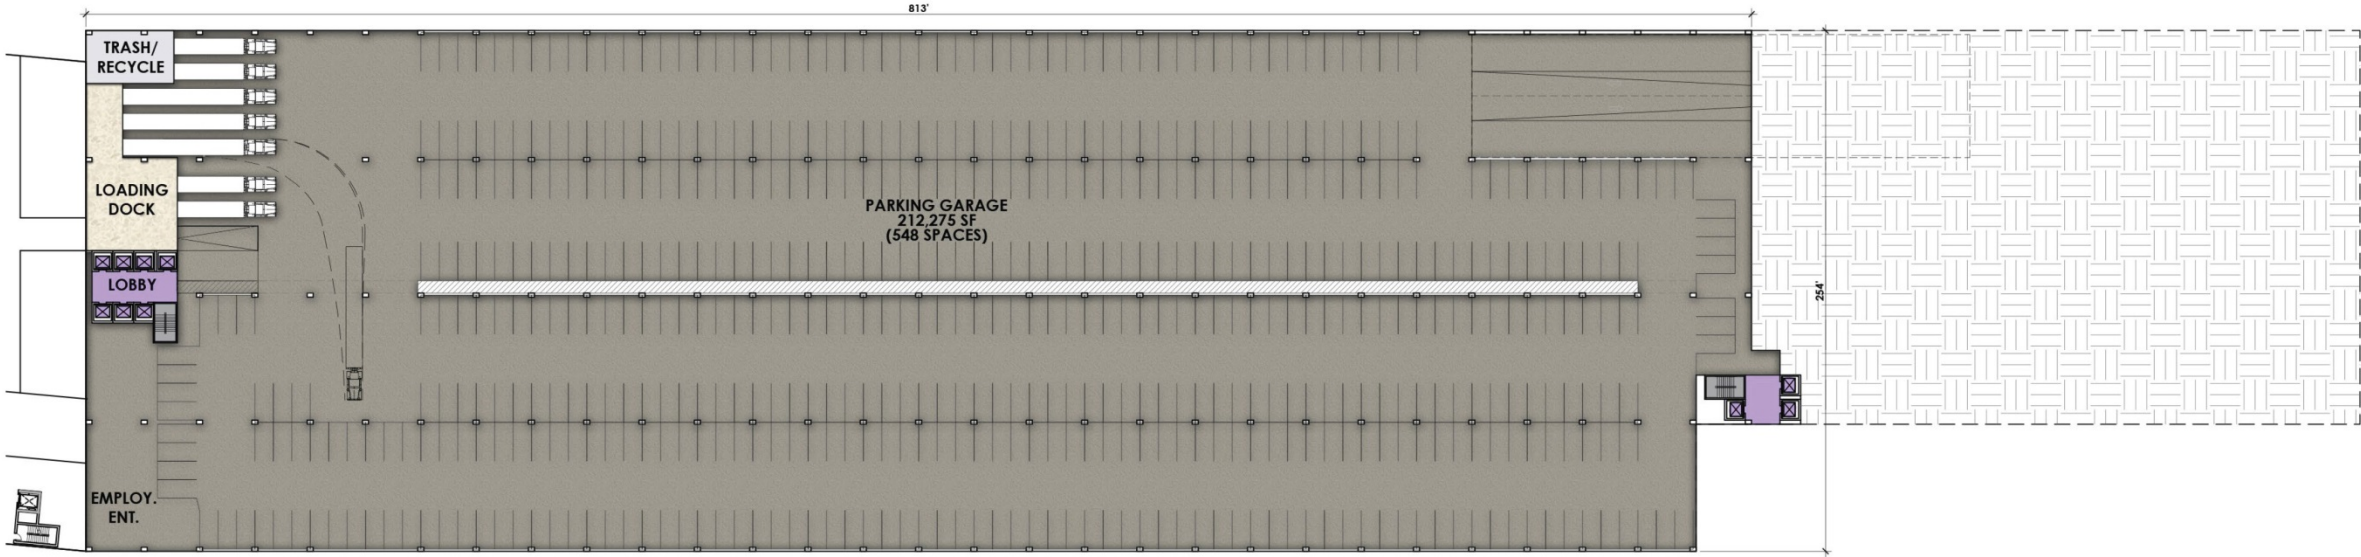 813'
TRASH/
RECYCLE
LOADING
DOCK
PARKING GARAGE
212,275 SF
(548 SPACES)
LOBBY
254'
EMPLOY.
ENT.